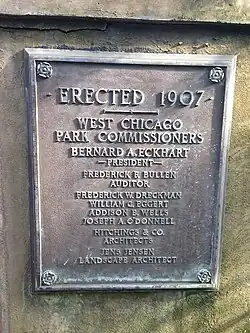 - ERECTED 1907 -
WEST CHICAGO
PARK COMMISSIONERS
BERNARD A. ECKHART
— PRESIDENT —
FREDERICK B. BULLEN
AUDITOR
FREDERICK W. DRECKMAN
WILLIAM C. EGGERT
ADDISON B. WELLS
JOSEPH A. O'DONNELL
HITCHINGS & CO.
ARCHITECTS
JENS JENSEN
LANDSCAPE ARCHITECT